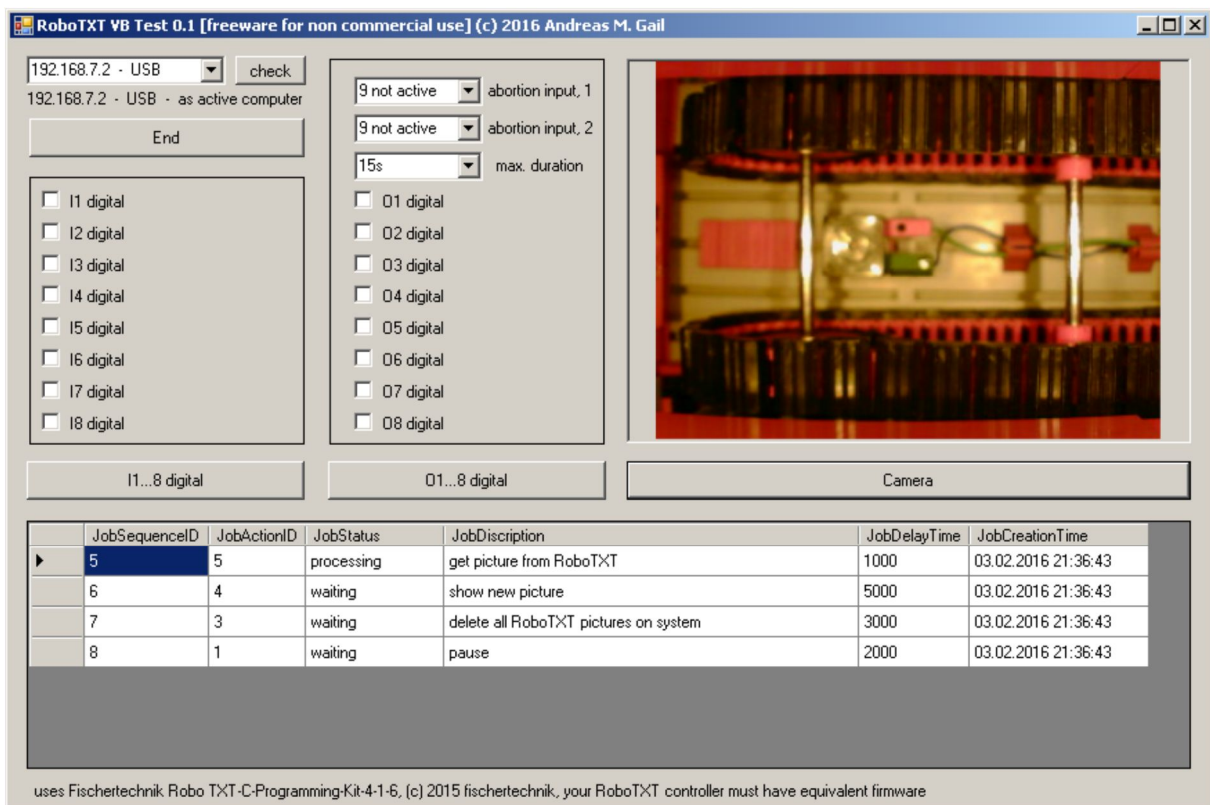 RoboTXT VB Test 0.1 [freeware for non commercial use] (c) 2016 Andreas M. Gail
192.168.7.2 - USB
check
192.168.7.2 - USB - as active computer
End
I1 digital
I2 digital
I3 digital
I4 digital
I5 digital
I6 digital
I7 digital
I8 digital
I1...8 digital
9 not active abortion input, 1
9 not active abortion input, 2
15s max. duration
O1 digital
O2 digital
O3 digital
O4 digital
O5 digital
O6 digital
O7 digital
O8 digital
O1...8 digital
Camera
JobSequenceID JobActionID JobStatus JobDiscription JobDelayTime JobCreationTime
5 5 processing get picture from RoboTXT 1000 03.02.2016 21:36:43
6 4 waiting show new picture 5000 03.02.2016 21:36:43
7 3 waiting delete all RoboTXT pictures on system 3000 03.02.2016 21:36:43
8 1 waiting pause 2000 03.02.2016 21:36:43
uses Fischertechnik Robo TXT-C-Programming-Kit-4-1-6, (c) 2015 fischertechnik, your RoboTXT controller must have equivalent firmware